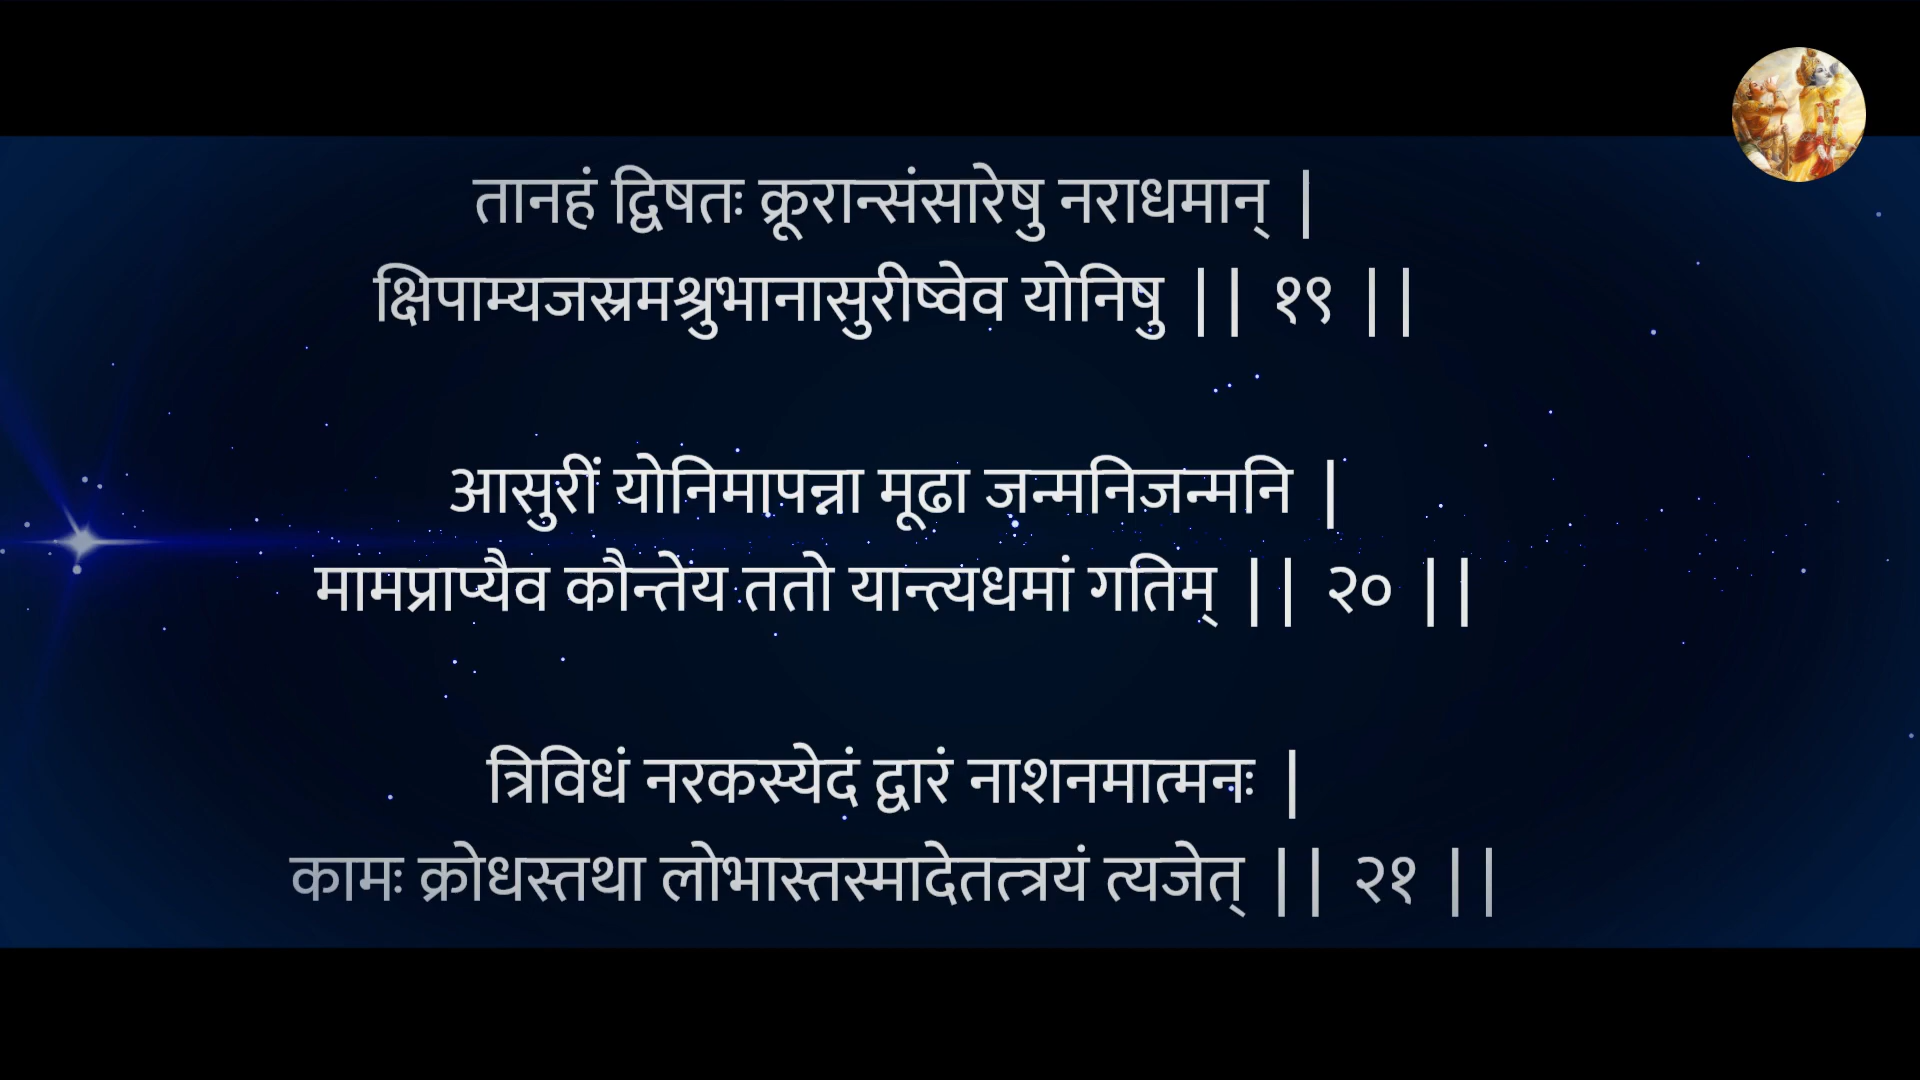 तानहं द्विषतः क्रूरान्संसारेषु नराधमान् |
क्षिपाम्यजस्रमश्रुभानासुरीष्वेव योनिषु || १९ ||
आसुरीं योनिमापन्ना मूढा जन्मनिजन्मनि |
मामप्राप्यैव कौन्तेय ततो यान्त्यधमां गतिम् || २० ||
त्रिविधं नरकस्येदं द्वारं नाशनमात्मनः |
कामः क्रोधस्तथा लोभास्तस्मादेतत्त्रयं त्यजेत् || २१ ||